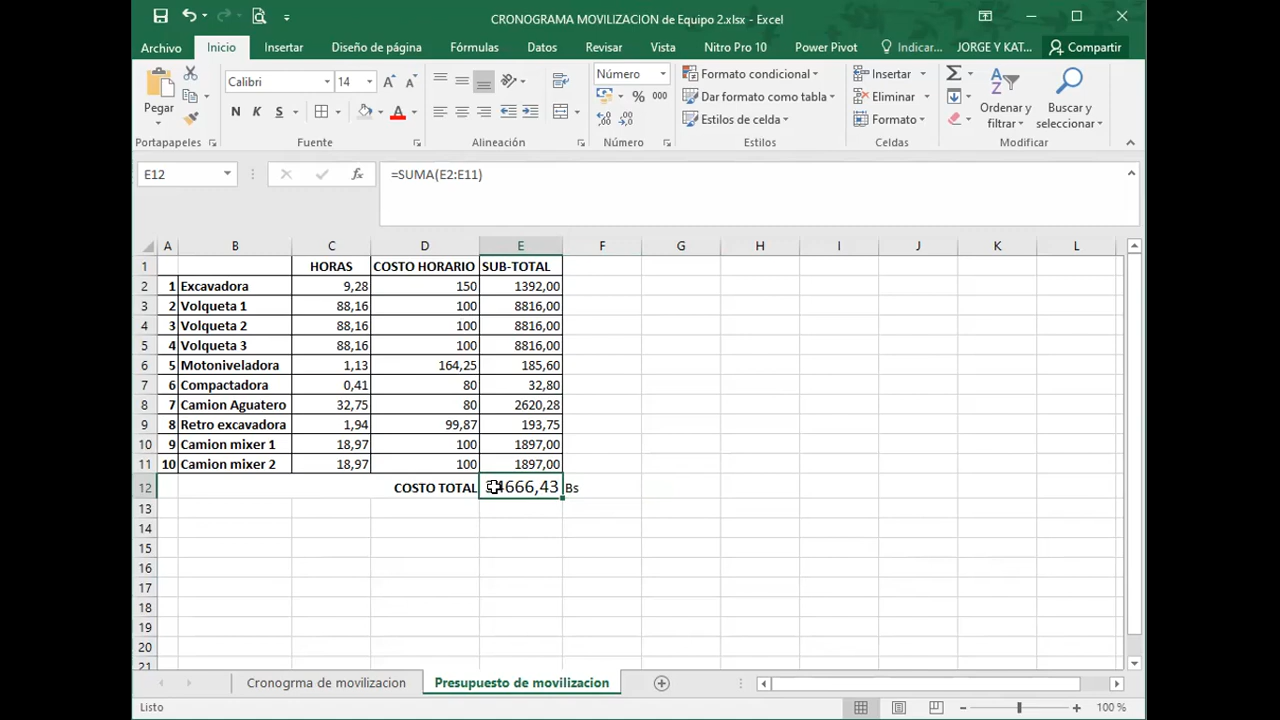 CRONOGRAMA MOVILIZACION de Equipo 2.xlsx - Excel
Archivo Inicio Insertar Diseño de página Fórmulas Datos Revisar Vista Nitro Pro 10 Power Pivot Indicar... JORGE Y KAT... Compartir
Pegar
Calibri 14
N K S
Número
% 000
Formato condicional
Dar formato como tabla
Estilos de celda
Insertar
Eliminar
Formato
Ordenar y filtrar
Buscar y seleccionar
Portapapeles Fuente Alineación Número Estilos Celdas Modificar
E12 fx =SUMA(E2:E11)
A B C D E F G H I J K L
1 HORAS COSTO HORARIO SUB-TOTAL
2 1 Excavadora 9,28 150 1392,00
3 2 Volqueta 1 88,16 100 8816,00
4 3 Volqueta 2 88,16 100 8816,00
5 4 Volqueta 3 88,16 100 8816,00
6 5 Motoniveladora 1,13 164,25 185,60
7 6 Compactadora 0,41 80 32,80
8 7 Camion Aguatero 32,75 80 2620,28
9 8 Retro excavadora 1,94 99,87 193,75
10 9 Camion mixer 1 18,97 100 1897,00
11 10 Camion mixer 2 18,97 100 1897,00
12 COSTO TOTAL Bs
13
14
15
16
17
18
19
20
21
Cronogrma de movilizacion Presupuesto de movilizacion
Listo 100 %